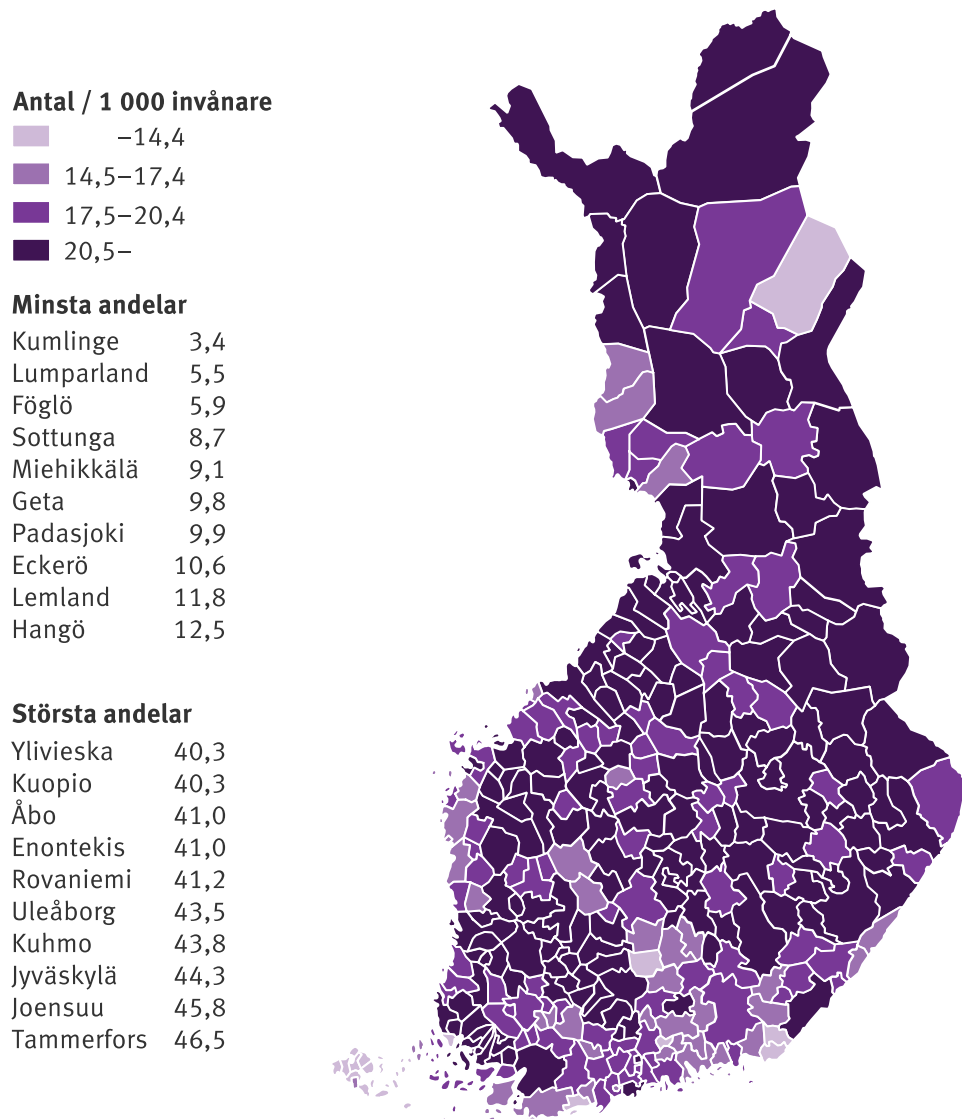 Antal / 1 000 invånare
–14,4
14,5–17,4
17,5–20,4
20,5–
Minsta andelar
Kumlinge 3,4
Lumparland 5,5
Föglö 5,9
Sottunga 8,7
Miehikkälä 9,1
Geta 9,8
Padasjoki 9,9
Eckerö 10,6
Lemland 11,8
Hangö 12,5
Största andelar
Ylivieska 40,3
Kuopio 40,3
Åbo 41,0
Enontekis 41,0
Rovaniemi 41,2
Uleåborg 43,5
Kuhmo 43,8
Jyväskylä 44,3
Joensuu 45,8
Tammerfors 46,5